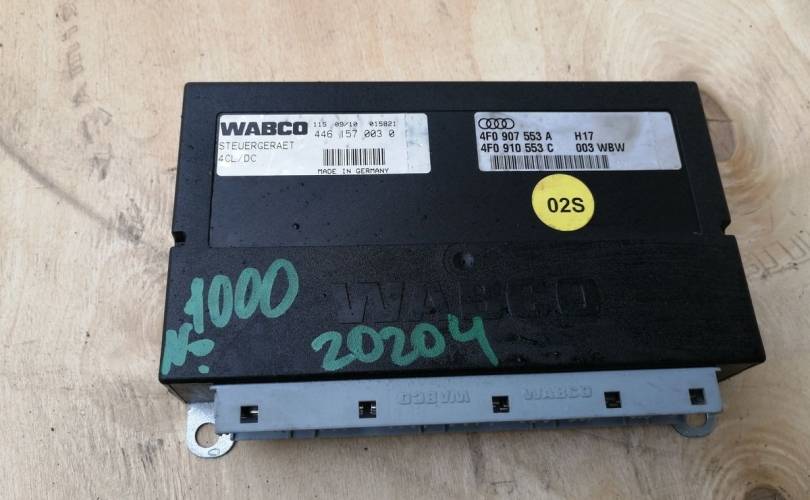 WABCO 115 09/10 015821
446 157 003 0
STEUERGERAET
4CL/DC
MADE IN GERMANY
4F0 907 553 A H17
4F0 910 553 C 003 WBW
02S
WABCO
1000
№
20204
WABCO WABCO